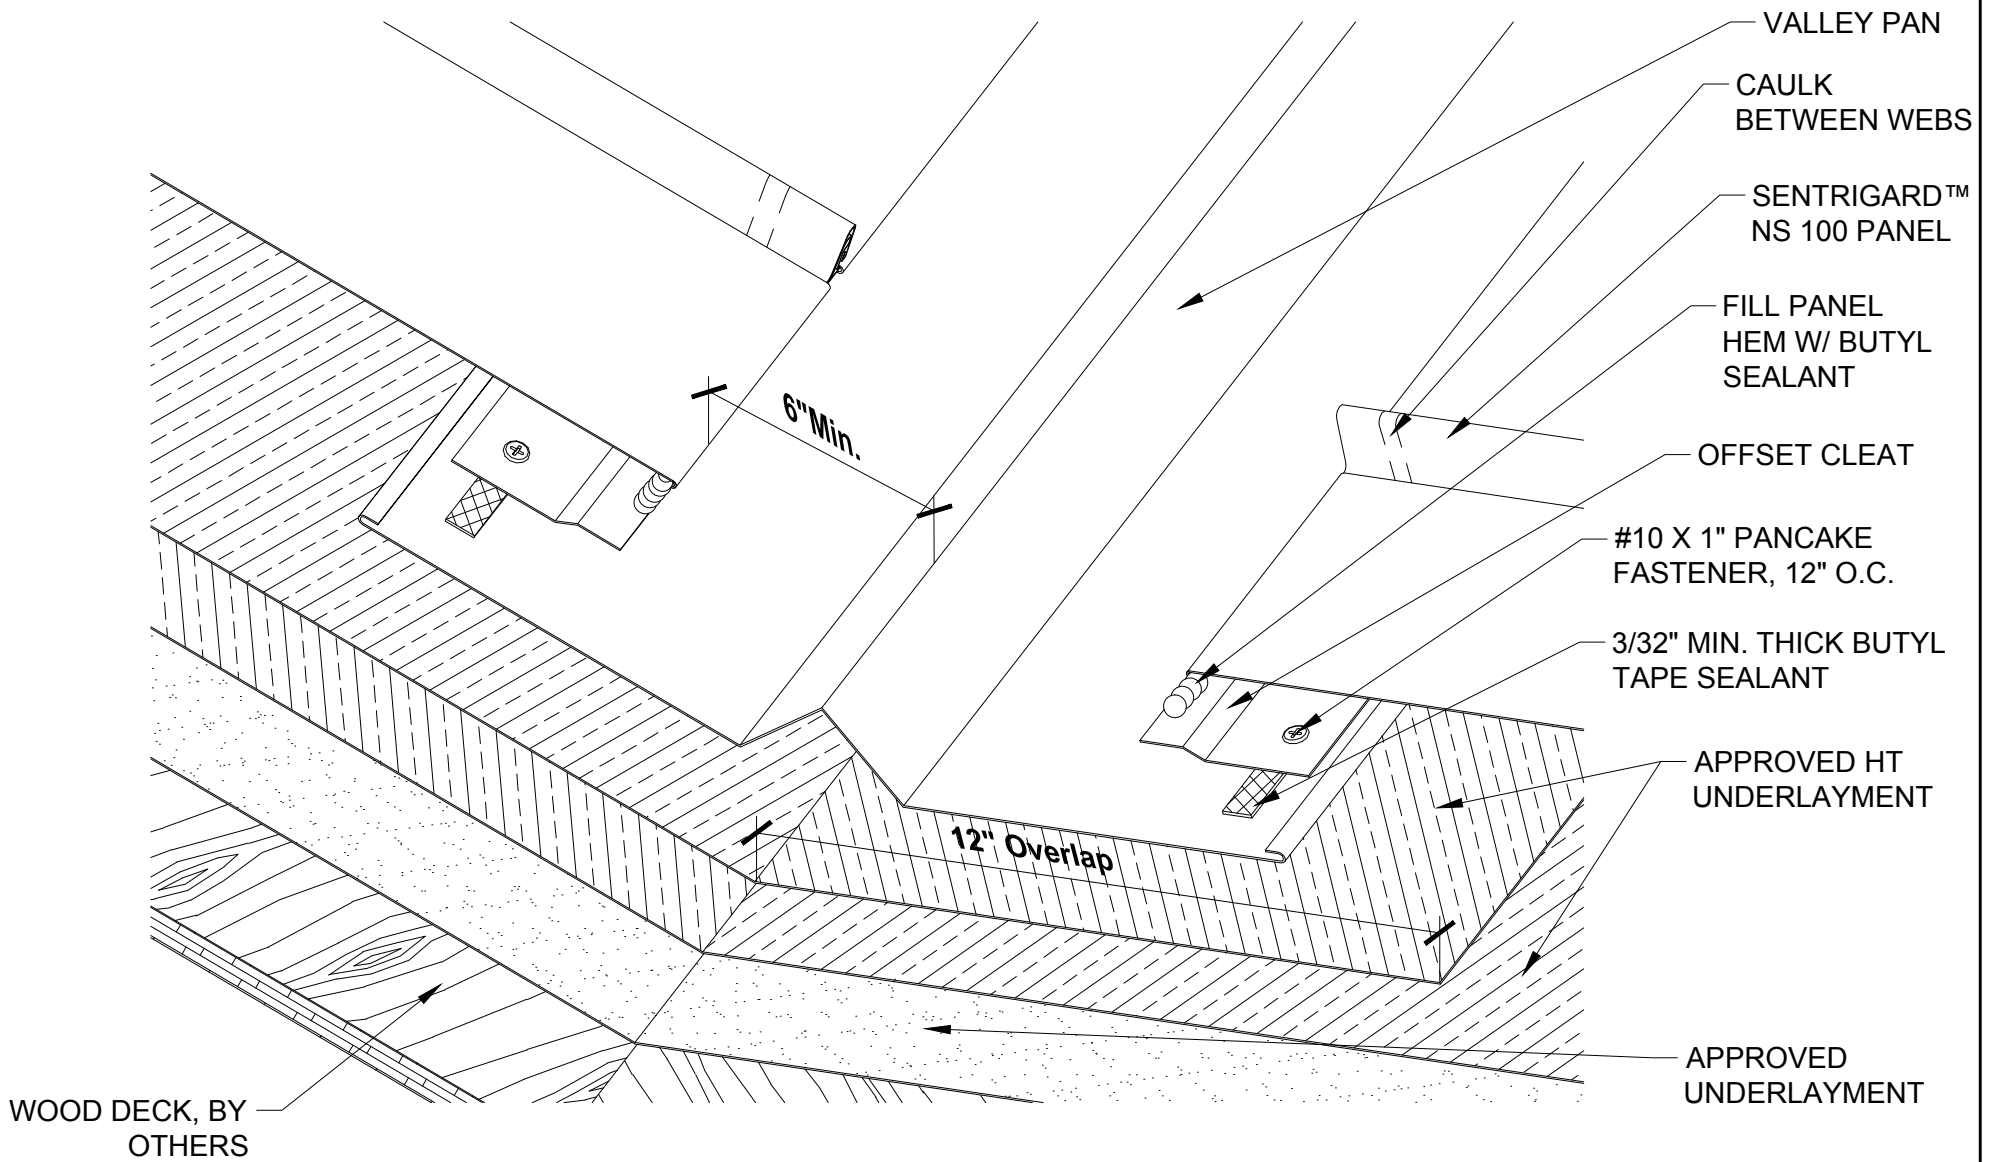 VALLEY PAN
CAULK
BETWEEN WEBS
SENTRIGARD™
NS 100 PANEL
FILL PANEL
HEM W/ BUTYL
SEALANT
6"Min.
OFFSET CLEAT
#10 X 1" PANCAKE
FASTENER, 12" O.C.
3/32" MIN. THICK BUTYL
TAPE SEALANT
APPROVED HT
UNDERLAYMENT
12" Overlap
APPROVED
UNDERLAYMENT
WOOD DECK, BY
OTHERS